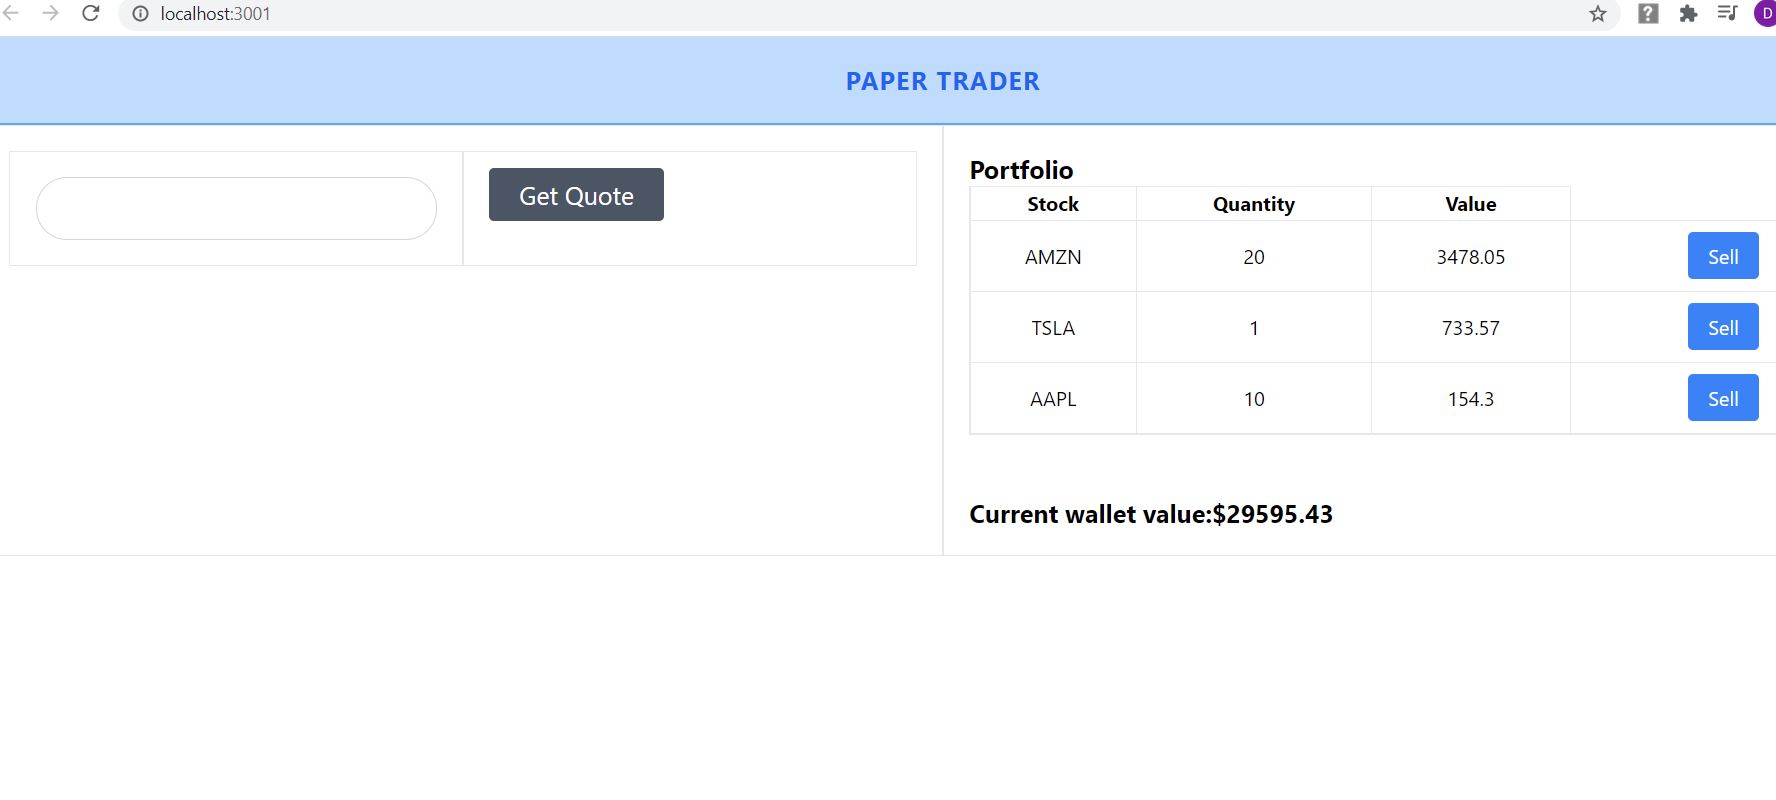 localhost:3001
D
PAPER TRADER
Get Quote
Portfolio
Stock Quantity Value
AMZN 20 3478.05 Sell
TSLA 1 733.57 Sell
AAPL 10 154.3 Sell
Current wallet value:$29595.43